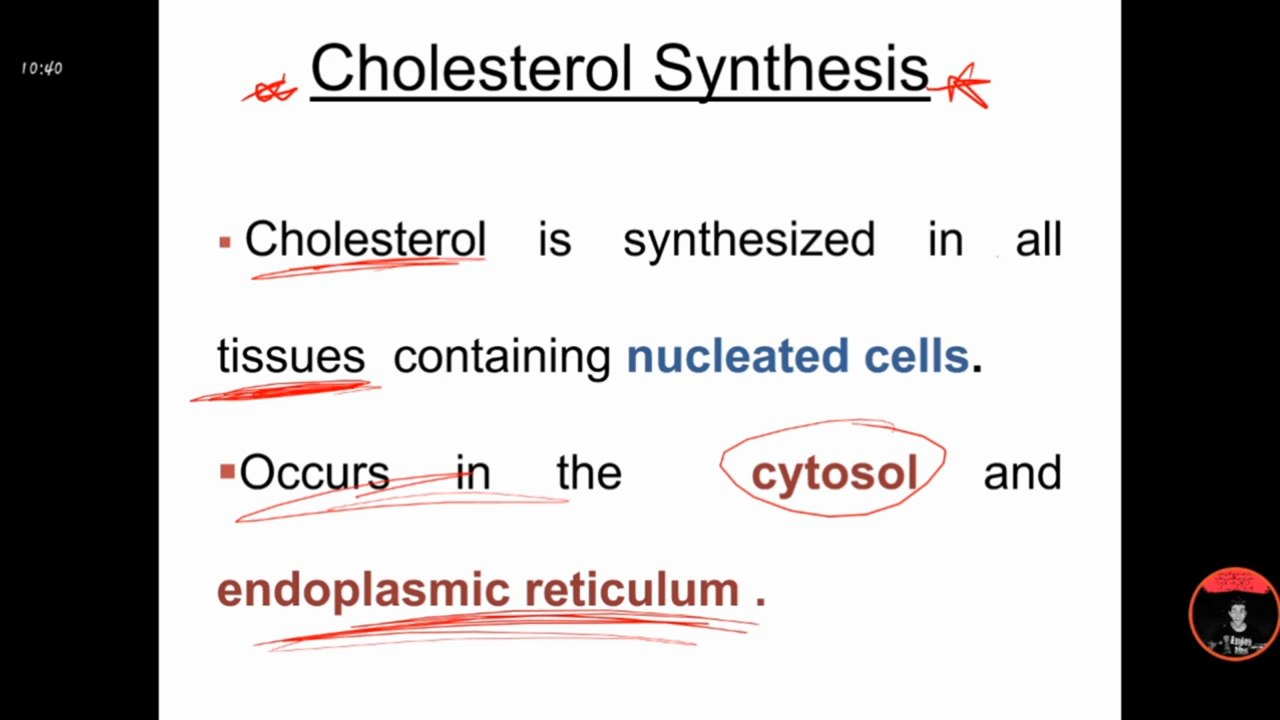 10:40
Cholesterol Synthesis
▪ Cholesterol is synthesized in all
tissues containing nucleated cells.
▪Occurs in the cytosol and
endoplasmic reticulum .